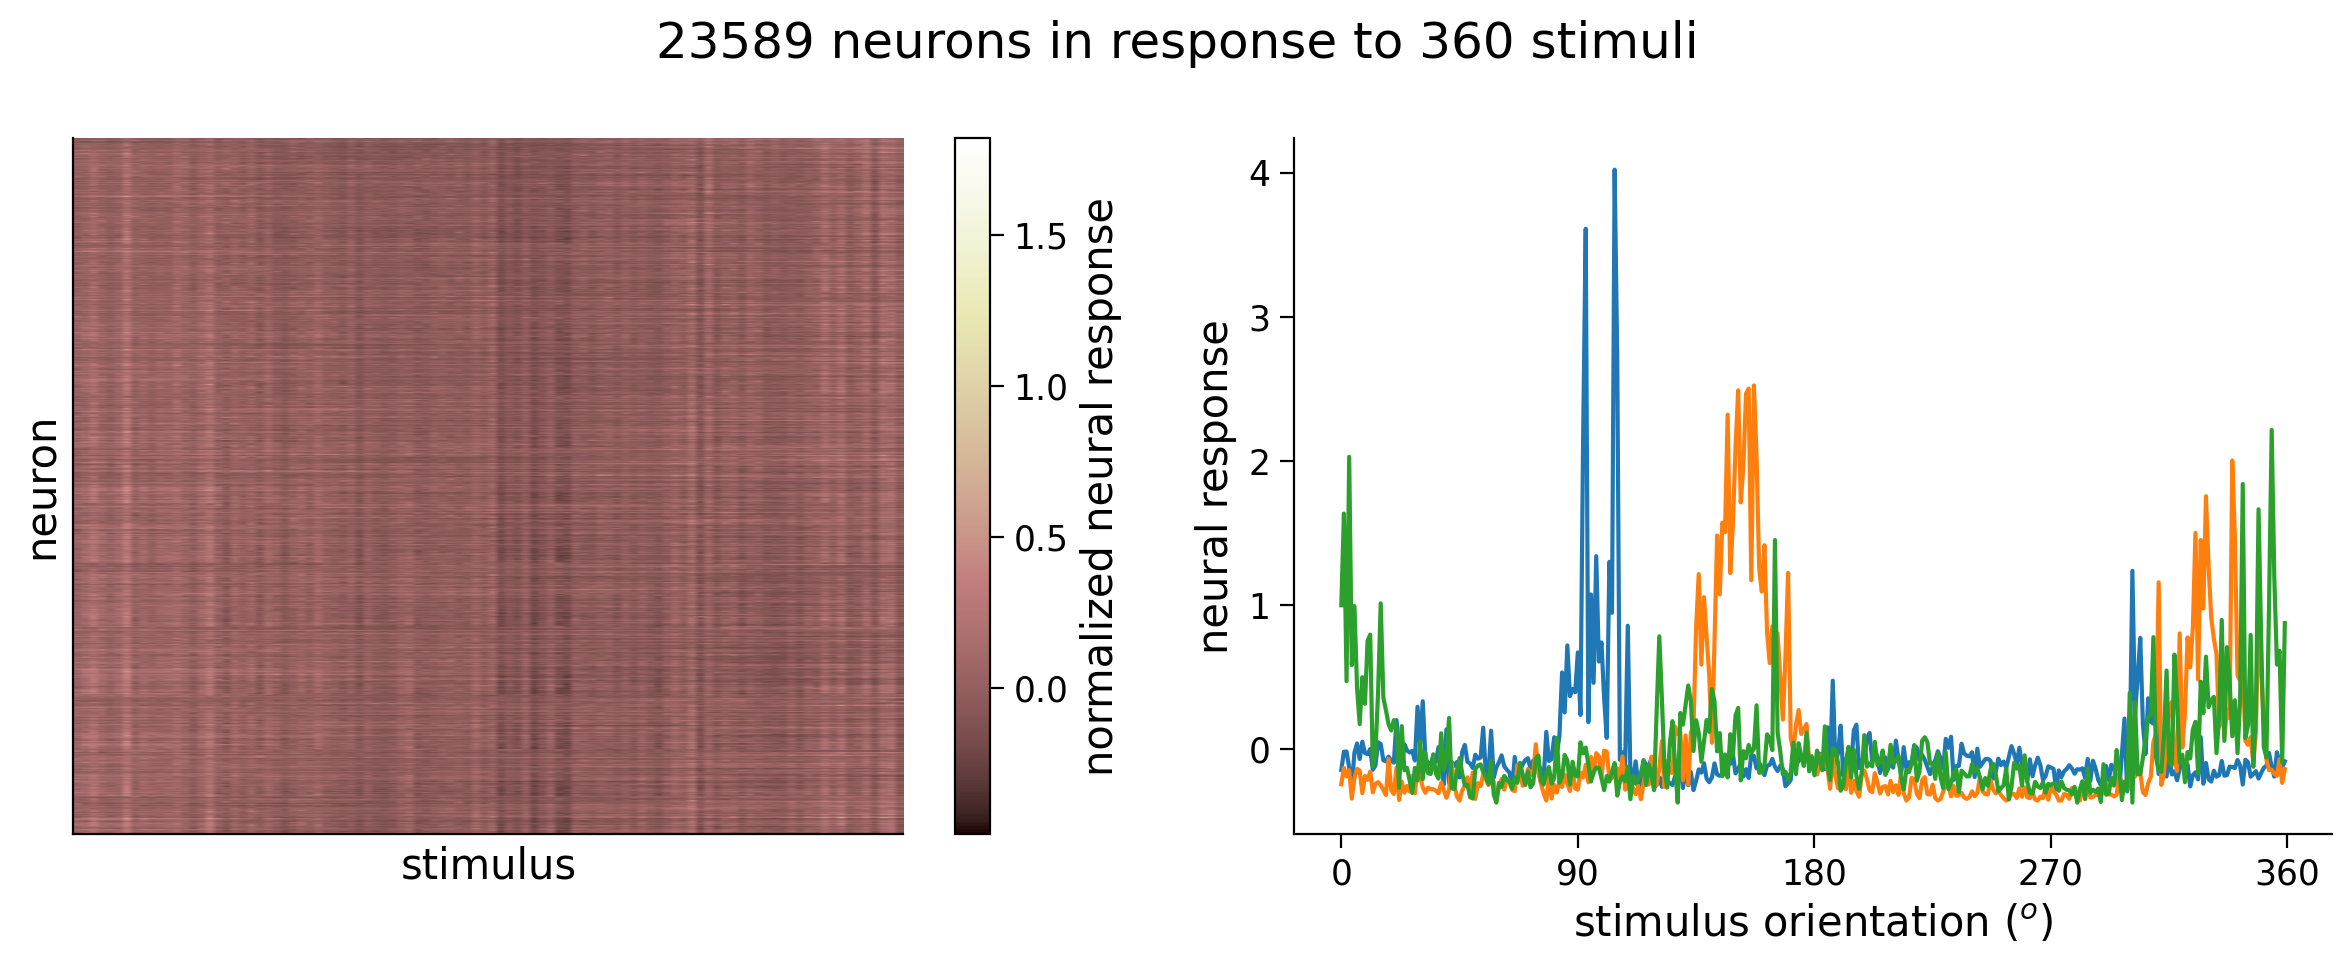 23589 neurons in response to 360 stimuli
neuron
stimulus
1.5
1.0
0.5
0.0
normalized neural response
neural response
4
3
2
1
0
0 90 180 270 360
stimulus orientation (º)